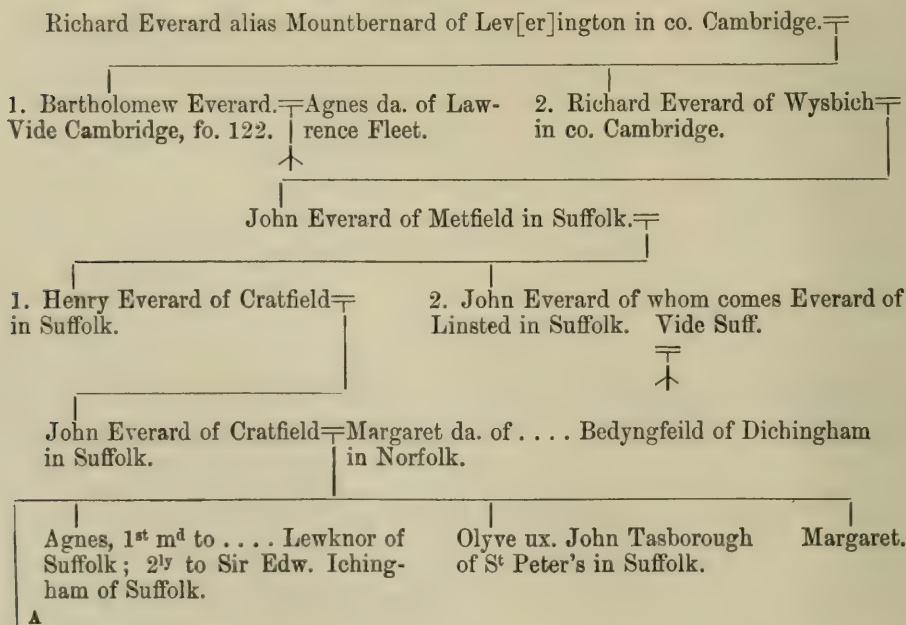 Richard Everard alias Mountbernard of Lev[er]ington in co. Cambridge.
1. Bartholomew Everard. Agnes da. of Law-
Vide Cambridge, fo. 122. rence Fleet.
2. Richard Everard of Wysbich
in co. Cambridge.
John Everard of Metfield in Suffolk.
1. Henry Everard of Cratfield
in Suffolk.
2. John Everard of whom comes Everard of
Linsted in Suffolk. Vide Suff.
John Everard of Cratfield
in Suffolk.
Margaret da. of .... Bedyngfeild of Dichingham
in Norfolk.
Agnes, 1st md to .... Lewknor of
Suffolk; 2ly to Sir Edw. Iching-
ham of Suffolk.
Olyve ux. John Tasborough
of St Peter's in Suffolk.
Margaret.
A